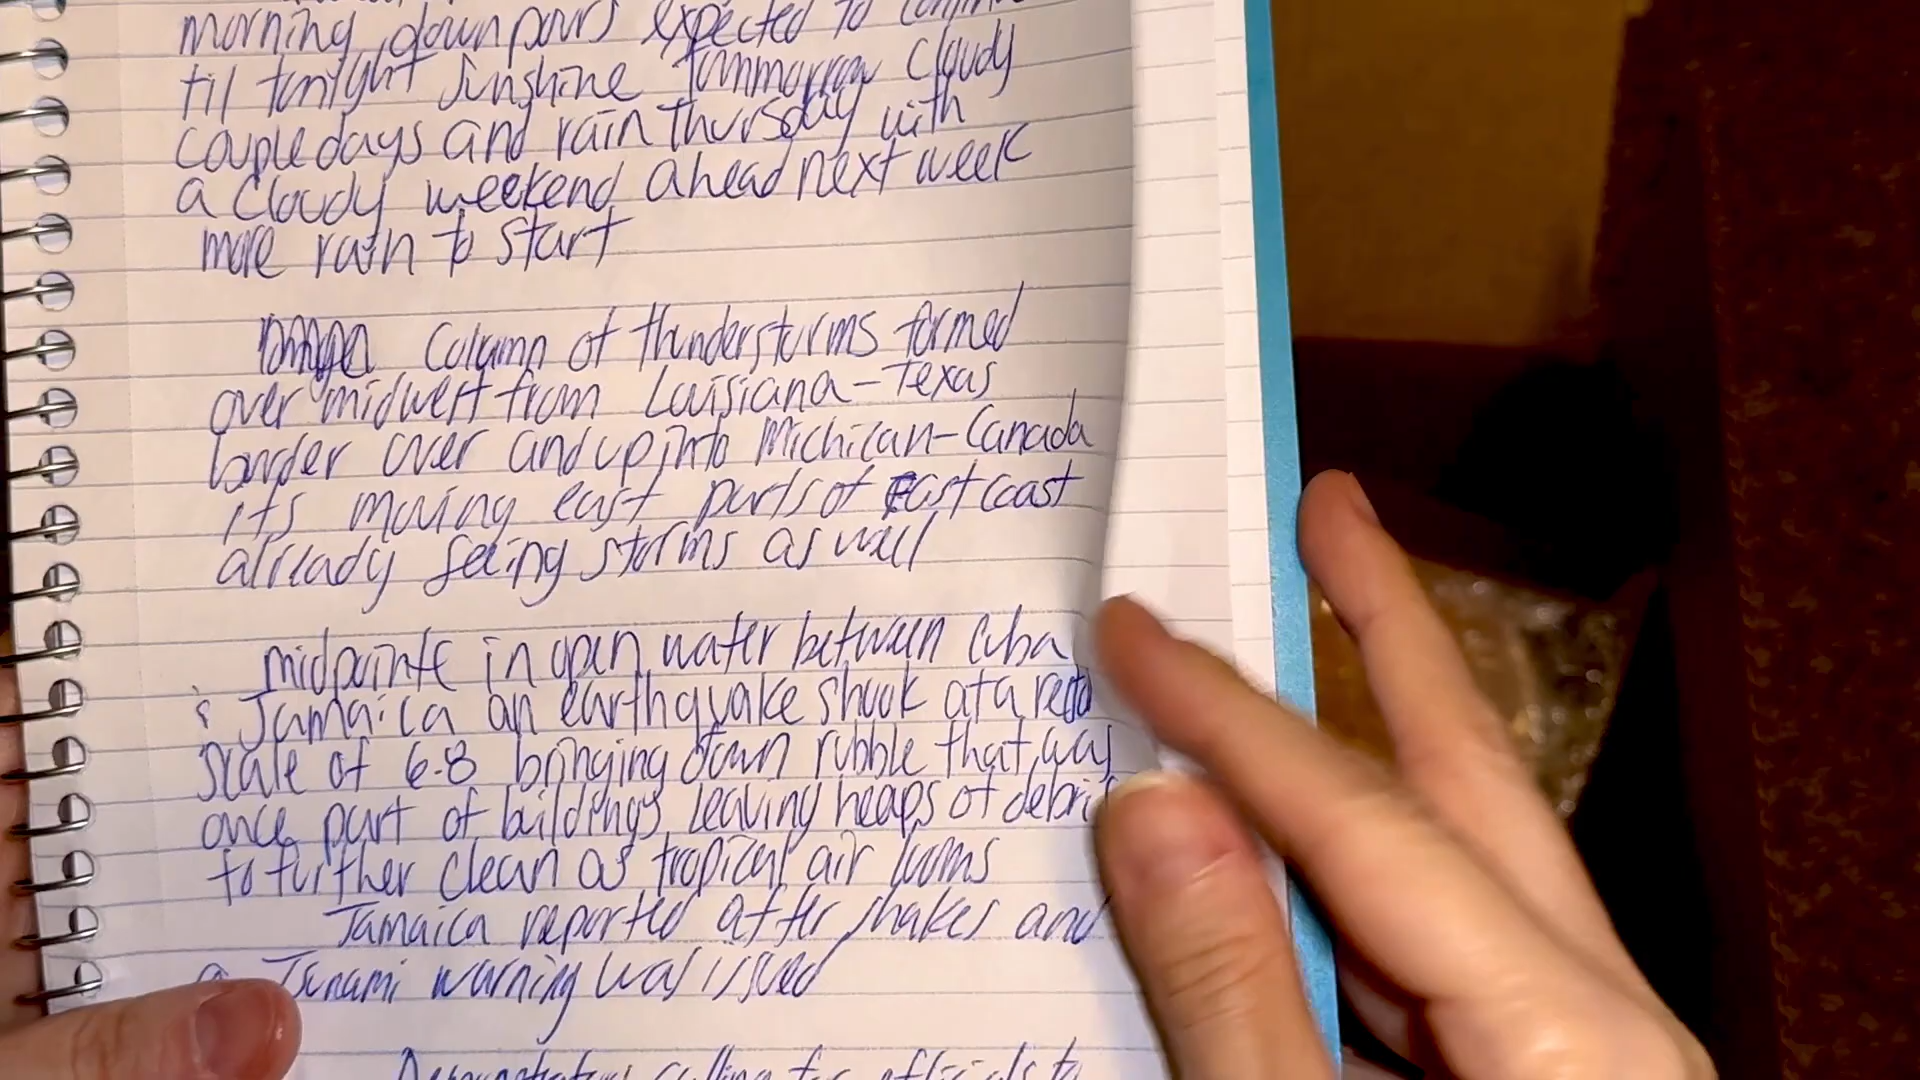 morning downpours expected to continue
til tonight sunshine tommorrow cloudy
couple days and rain Thursday with
a cloudy weekend ahead next week
more rain to start
Column of thunderstorms formed
over midwest from Louisiana-Texas
border over and up into Michican-Canada
its moving east parts of East coast
already feeing storms as well
midpointe in open water between Cuba
& Jamaica an earthquake shook at a
scale of 6.8 bringing down rubble that was
once part of buildings leaving heaps of debris
to further clean as tropical air looms
Jamaica reported after shakes and
a Tsunami warning was issued
calling for officials to